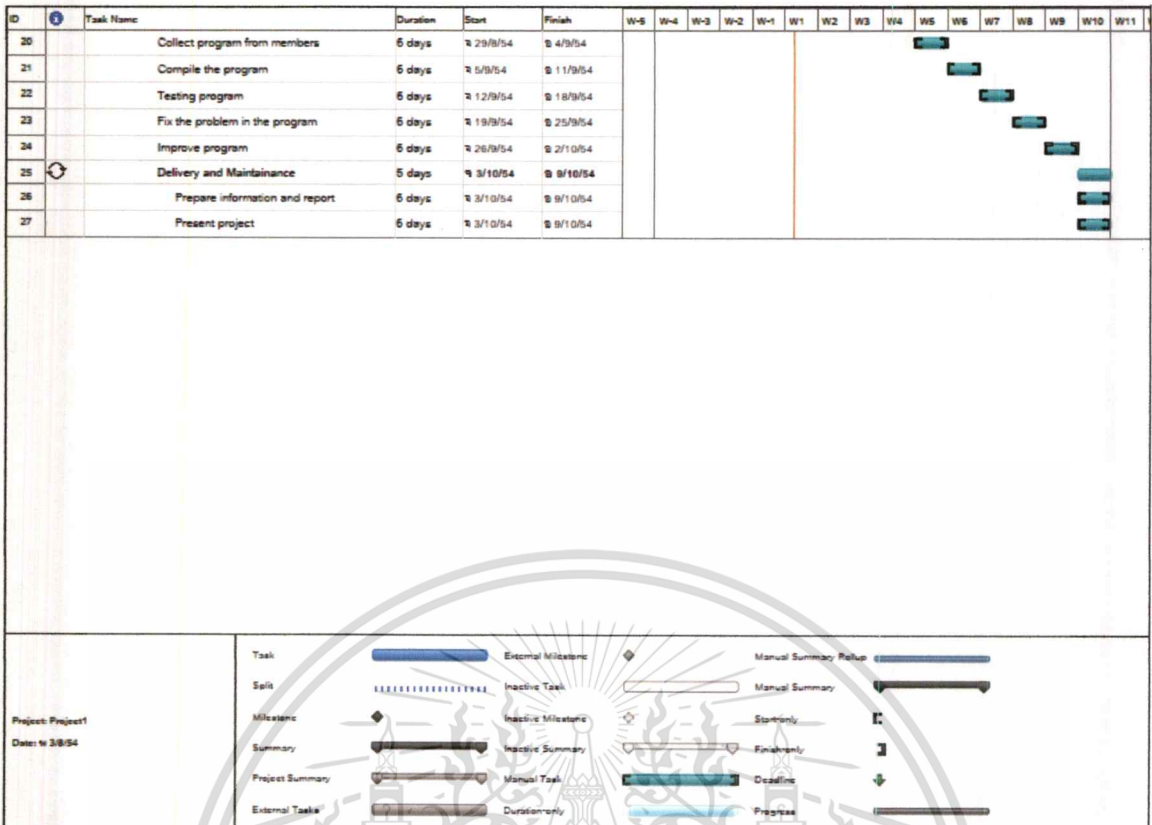 ID Task Name Duration Start Finish W-5 W-4 W-3 W-2 W-1 W1 W2 W3 W4 W5 W6 W7 W8 W9 W10 W11
20 Collect program from members 6 days 29/8/54 4/9/54
21 Compile the program 6 days 5/9/54 11/9/54
22 Testing program 6 days 12/9/54 18/9/54
23 Fix the problem in the program 6 days 19/9/54 25/9/54
24 Improve program 6 days 26/9/54 2/10/54
25 Delivery and Maintainance 5 days 3/10/54 9/10/54
26 Prepare information and report 6 days 3/10/54 9/10/54
27 Present project 6 days 3/10/54 9/10/54
Project: Project1
Date: 3/8/54
Task
Split
Milestone
Summary
Project Summary
External Tasks
External Milestone
Inactive Task
Inactive Milestone
Inactive Summary
Manual Task
Duration-only
Manual Summary Rollup
Manual Summary
Start-only
Finish-only
Deadline
Progress